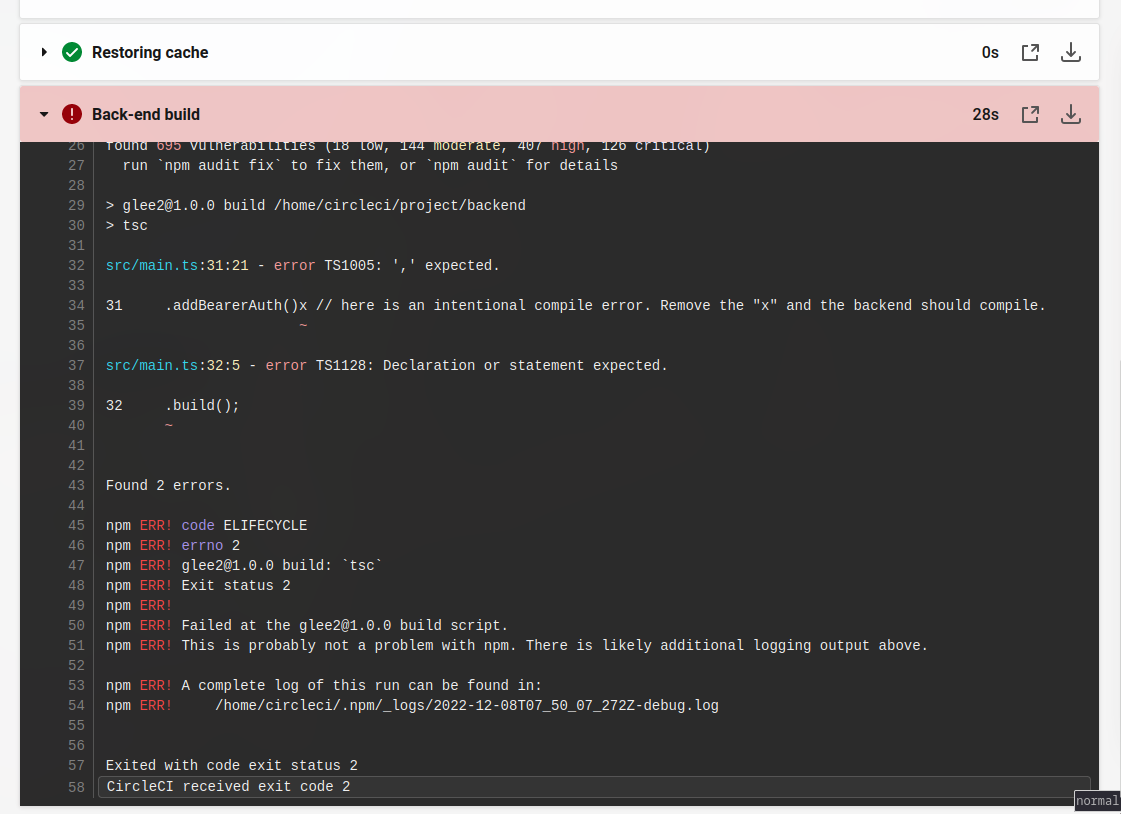 Restoring cache 0s
Back-end build 28s
26 found 695 vulnerabilities (18 low, 144 moderate, 407 high, 126 critical)
27 run `npm audit fix` to fix them, or `npm audit` for details
28
29 > glee2@1.0.0 build /home/circleci/project/backend
30 > tsc
31
32 src/main.ts:31:21 - error TS1005: ',' expected.
33
34 31     .addBearerAuth()x // here is an intentional compile error. Remove the "x" and the backend should compile.
35 ~
36
37 src/main.ts:32:5 - error TS1128: Declaration or statement expected.
38
39 32     .build();
40 ~
41
42
43 Found 2 errors.
44
45 npm ERR! code ELIFECYCLE
46 npm ERR! errno 2
47 npm ERR! glee2@1.0.0 build: `tsc`
48 npm ERR! Exit status 2
49 npm ERR!
50 npm ERR! Failed at the glee2@1.0.0 build script.
51 npm ERR! This is probably not a problem with npm. There is likely additional logging output above.
52
53 npm ERR! A complete log of this run can be found in:
54 npm ERR!     /home/circleci/.npm/_logs/2022-12-08T07_50_07_272Z-debug.log
55
56
57 Exited with code exit status 2
58 CircleCI received exit code 2
normal